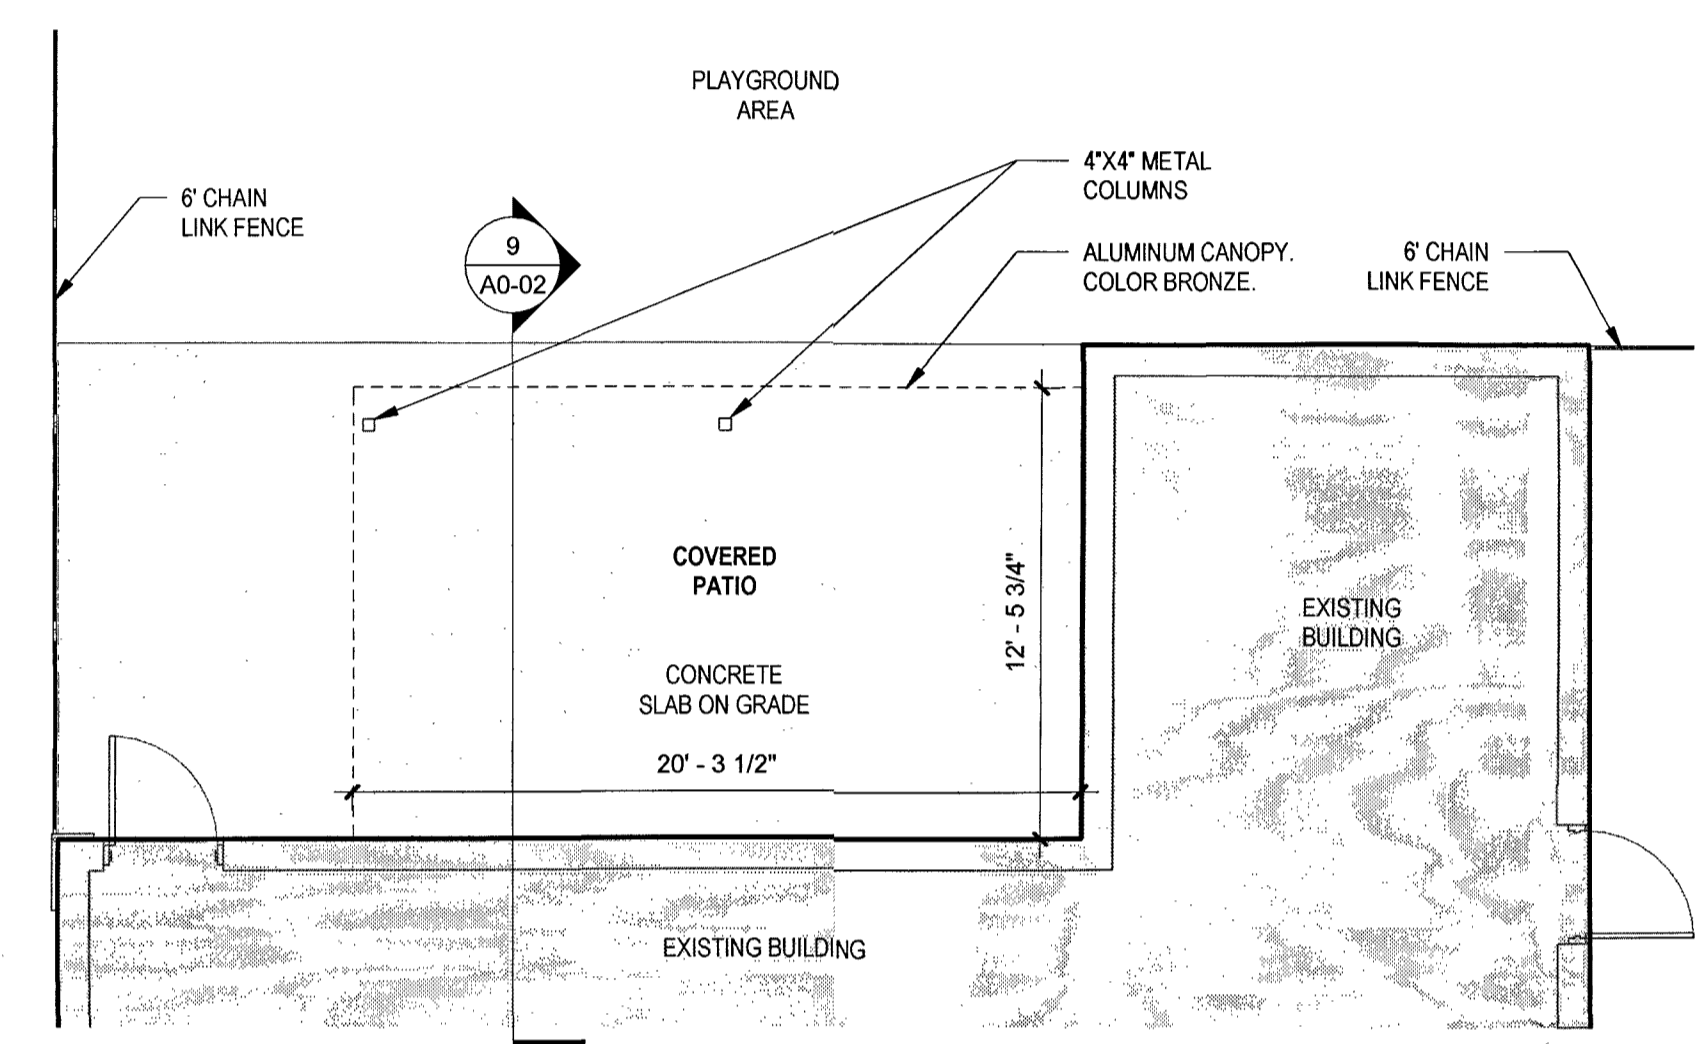 PLAYGROUND
AREA
4"X4" METAL
COLUMNS
6' CHAIN
LINK FENCE
9
A0-02
ALUMINUM CANOPY.
COLOR BRONZE.
6' CHAIN
LINK FENCE
COVERED
PATIO
12' - 5 3/4"
EXISTING
BUILDING
CONCRETE
SLAB ON GRADE
20' - 3 1/2"
EXISTING BUILDING